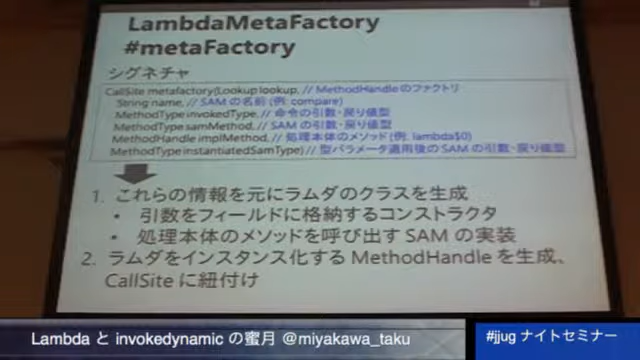 LambdaMetaFactory
#metaFactory
シグネチャ
CallSite metafactory(Lookup lookup, // MethodHandle のファクトリ
String name, // SAM の名前 (例: compare)
MethodType invokedType, // 命令の引数・戻り値型
MethodType samMethod, // SAM の引数・戻り値型
MethodHandle implMethod, // 処理本体のメソッド (例: lambda$0)
MethodType instantiatedSamType) // 型パラメータ適用後の SAM の引数・戻り値型
1. これらの情報を元にラムダのクラスを生成
• 引数をフィールドに格納するコンストラクタ
• 処理本体のメソッドを呼び出す SAM の実装
2. ラムダをインスタンス化する MethodHandle を生成、
CallSite に紐付け
Lambda と invokedynamic の蜜月 @miyakawa_taku
#jjug ナイトセミナー